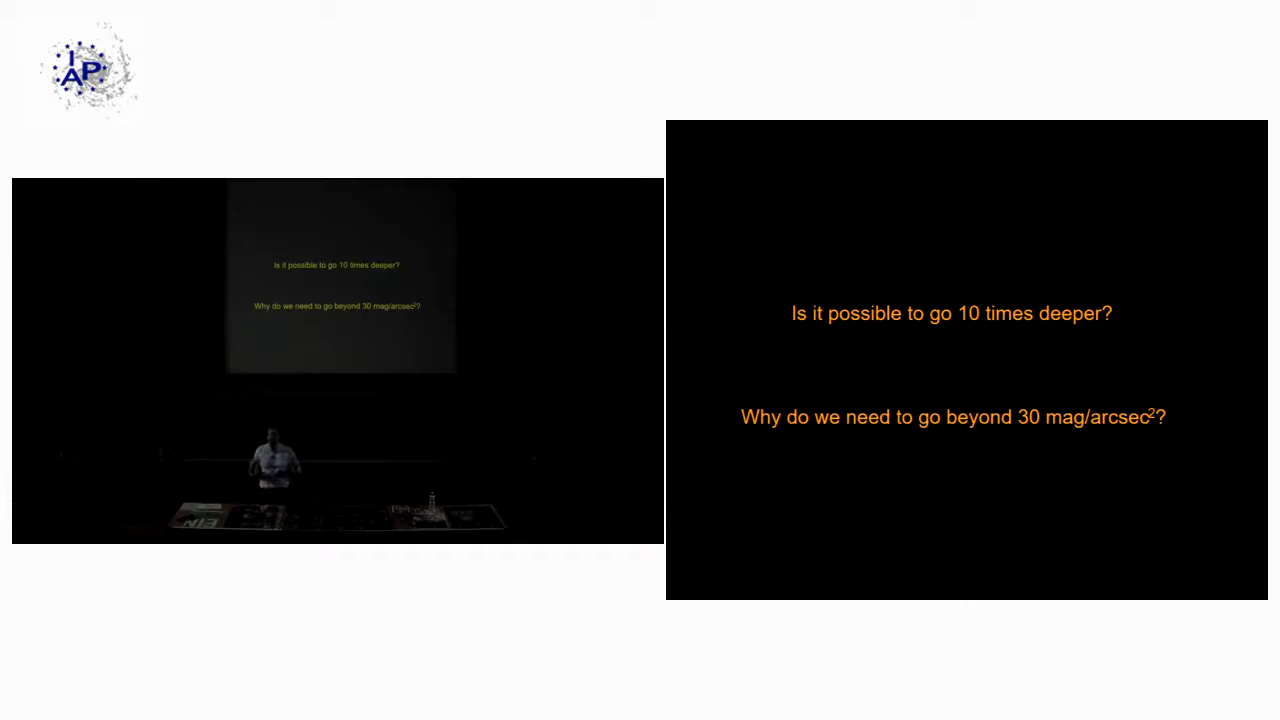 IAP
Is it possible to go 10 times deeper?
Why do we need to go beyond 30 mag/arcsec²?
Is it possible to go 10 times deeper?
Why do we need to go beyond 30 mag/arcsec²?